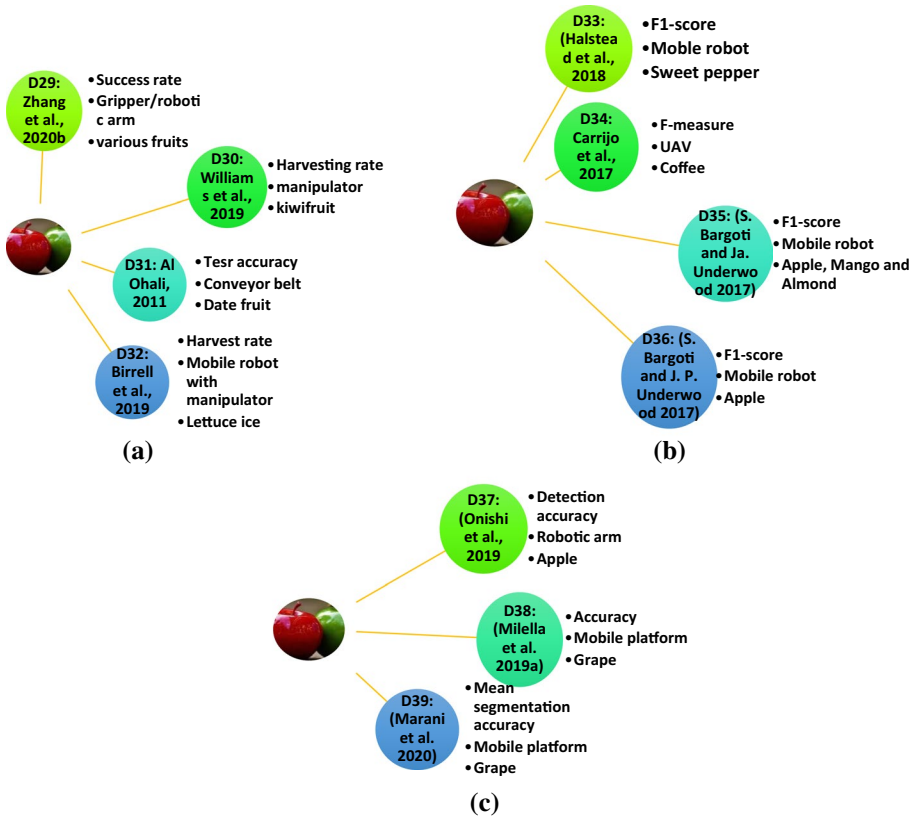 D29:
Zhang
et al.,
2020b
•Success rate
•Gripper/roboti
c arm
•various fruits
D30:
William
s et al.,
2019
•Harvesting rate
•manipulator
•kiwifruit
D31: Al
Ohali,
2011
•Tesr accuracy
•Conveyor belt
•Date fruit
D32:
Birrell
et al.,
2019
•Harvest rate
•Mobile robot
with
manipulator
•Lettuce ice
(a)
D33:
(Halstea
d et al.,
2018
•F1-score
•Moble robot
•Sweet pepper
D34:
Carrijo
et al.,
2017
•F-measure
•UAV
•Coffee
D35: (S.
Bargoti
and Ja.
Underwo
od 2017)
•F1-score
•Mobile robot
•Apple, Mango and
Almond
D36: (S.
Bargoti
and J. P.
Underwo
od 2017)
•F1-score
•Mobile robot
•Apple
(b)
D37:
(Onishi
et al.,
2019
•Detection
accuracy
•Robotic arm
•Apple
D38:
(Milella
et al.
2019a)
•Accuracy
•Mobile platform
•Grape
D39:
(Marani
et al.
2020)
•Mean
segmentation
accuracy
•Mobile platform
•Grape
(c)